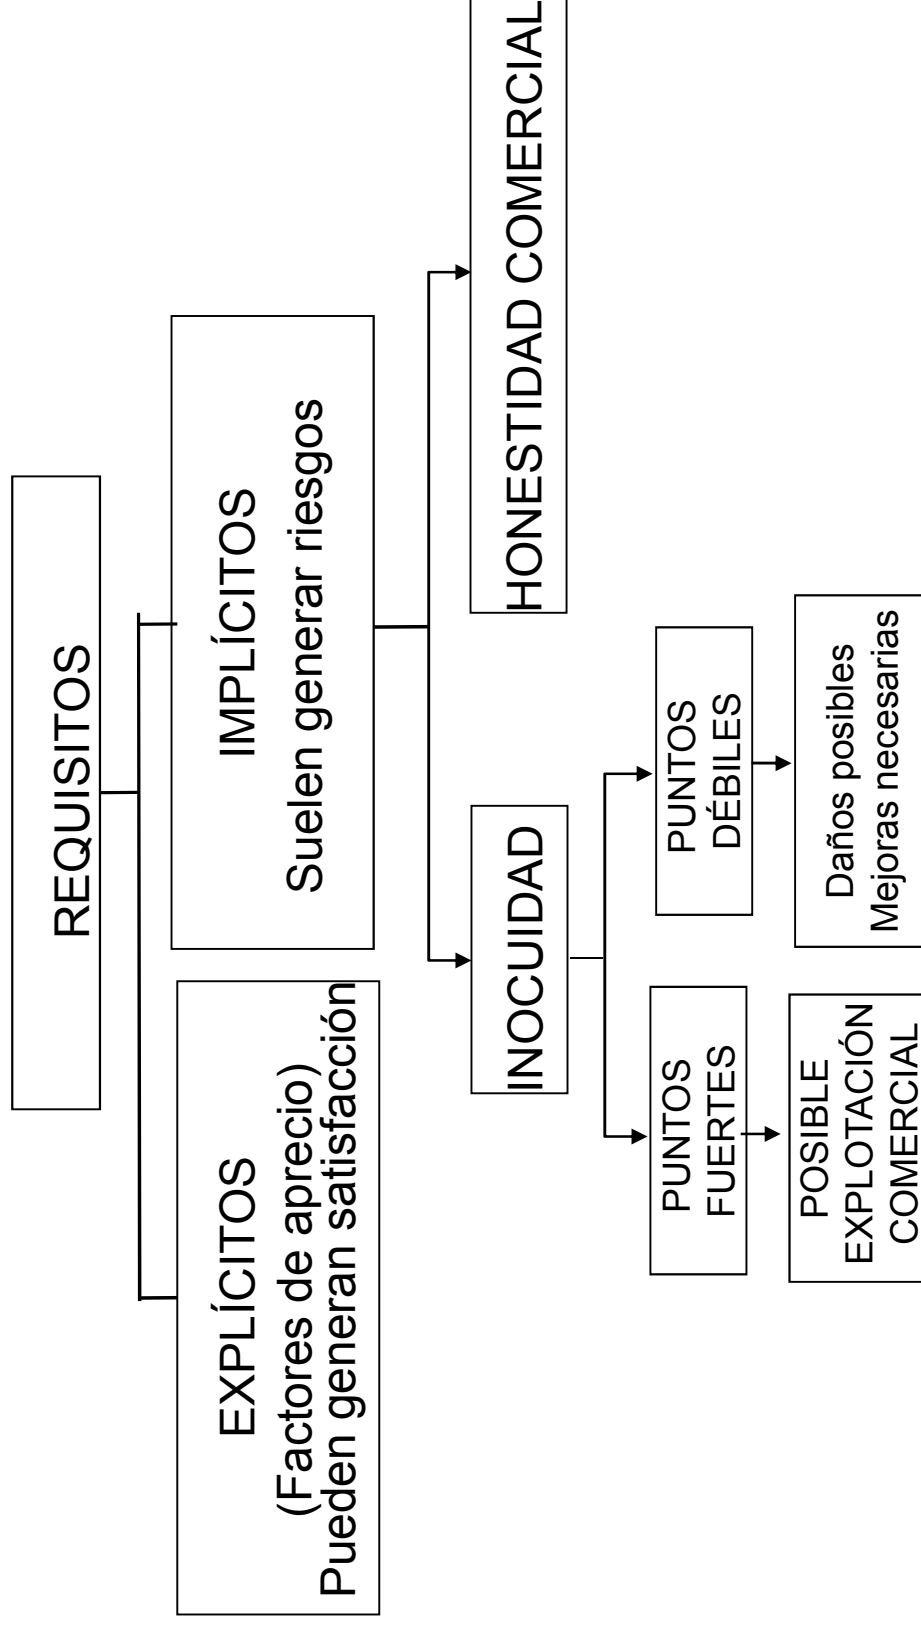 REQUISITOS
EXPLÍCITOS
(Factores de aprecio)
Pueden generan satisfacción
IMPLÍCITOS
Suelen generar riesgos
INOCUIDAD
HONESTIDAD COMERCIAL
PUNTOS
FUERTES
PUNTOS
DÉBILES
POSIBLE
EXPLOTACIÓN
COMERCIAL
Daños posibles
Mejoras necesarias